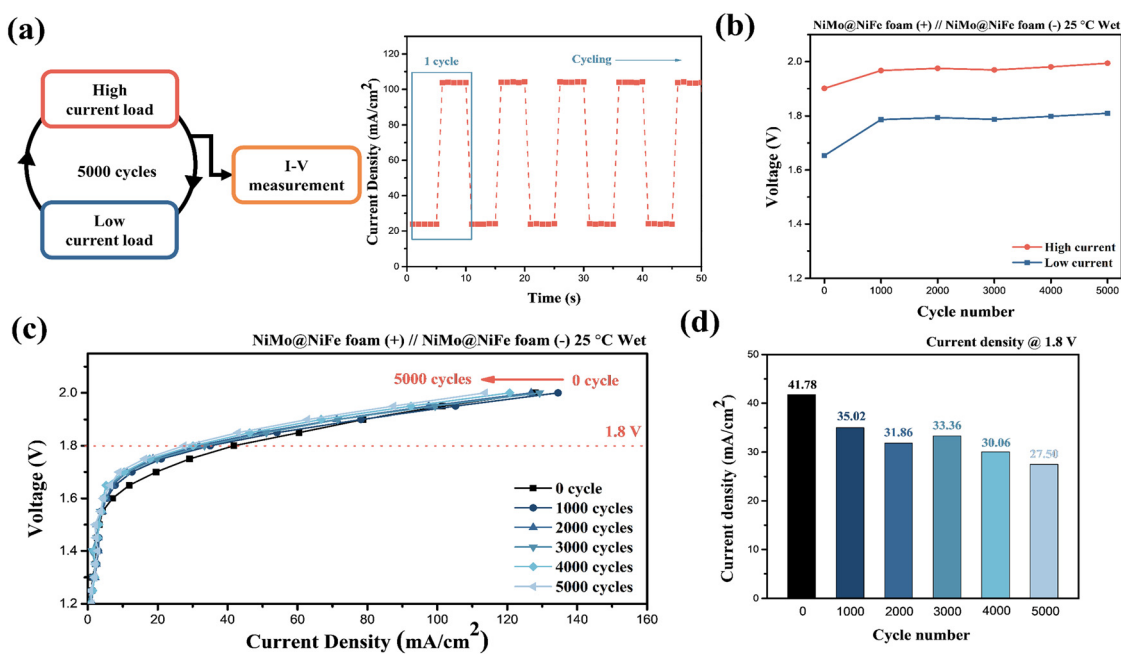 (a)
High
current load
5000 cycles
I-V
measurement
Low
current load
Current Density (mA/cm²)
120
100
80
60
40
20
0
1 cycle
Cycling
0
10
20
30
40
50
Time (s)
(b)
NiMo@NiFe foam (+) // NiMo@NiFe foam (-) 25 °C Wet
Voltage (V)
2.0
1.8
1.6
1.4
1.2
High current
Low current
0
1000
2000
3000
4000
5000
Cycle number
(c)
NiMo@NiFe foam (+) // NiMo@NiFe foam (-) 25 °C Wet
Voltage (V)
2.0
1.8
1.6
1.4
1.2
5000 cycles
0 cycle
1.8 V
0 cycle
1000 cycles
2000 cycles
3000 cycles
4000 cycles
5000 cycles
0
20
40
60
80
100
120
140
160
Current Density (mA/cm²)
(d)
Current density @ 1.8 V
Current density (mA/cm²)
50
40
30
20
10
0
41.78
35.02
31.86
33.36
30.06
27.50
0
1000
2000
3000
4000
5000
Cycle number